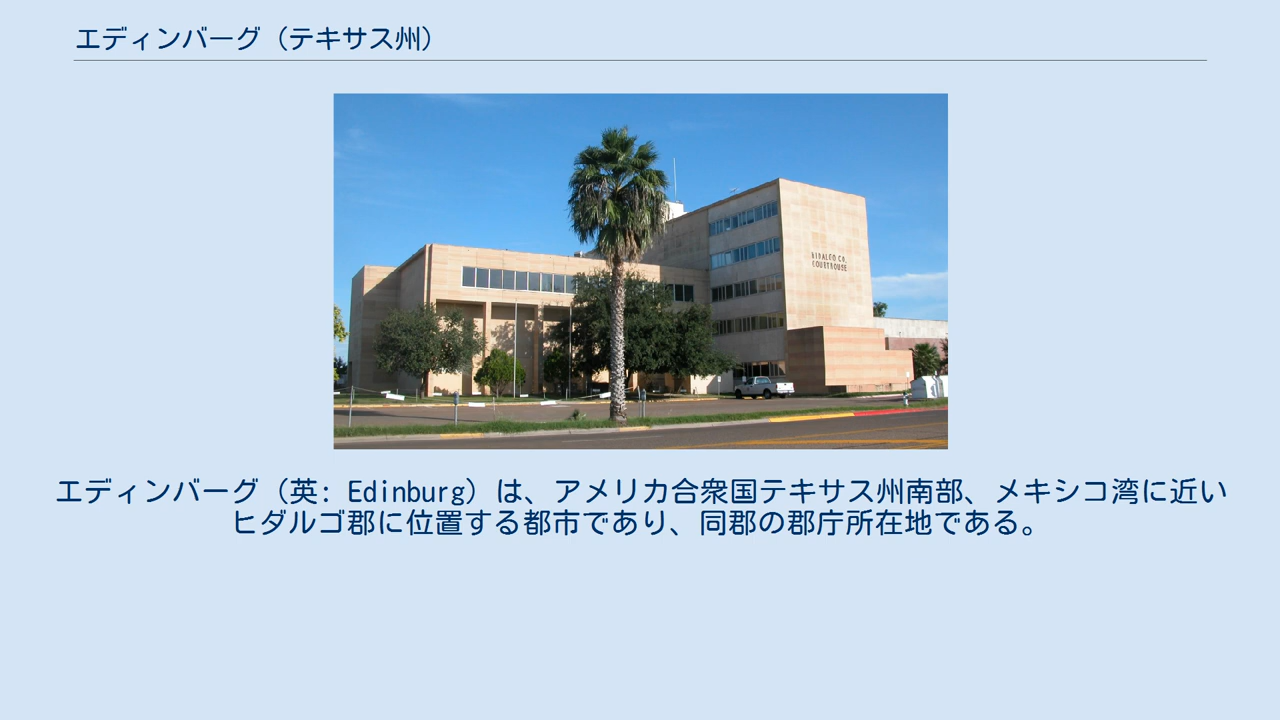 エディンバーグ（テキサス州）
HIDALGO CO.
COURTHOUSE
エディンバーグ（英: Edinburg）は、アメリカ合衆国テキサス州南部、メキシコ湾に近い
ヒダルゴ郡に位置する都市であり、同郡の郡庁所在地である。